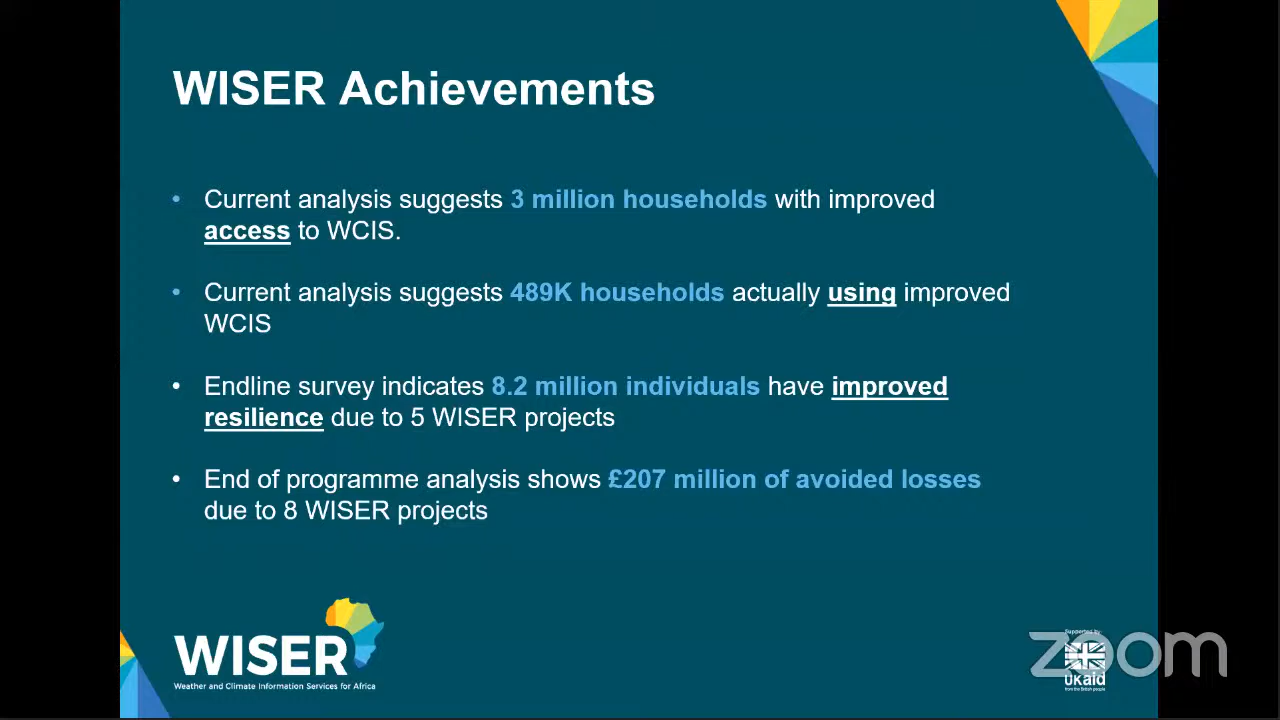 WISER Achievements
• Current analysis suggests 3 million households with improved
access to WCIS.
• Current analysis suggests 489K households actually using improved
WCIS
• Endline survey indicates 8.2 million individuals have improved
resilience due to 5 WISER projects
• End of programme analysis shows £207 million of avoided losses
due to 8 WISER projects
WISER
Weather and Climate Information Services for Africa
Supported by:
ukaid
from the British people
zoom